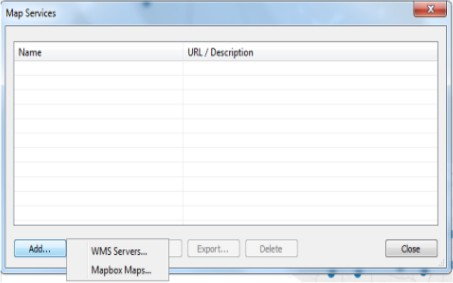 Map Services
Name URL / Description
Add... Export... Delete Close
WMS Servers...
Mapbox Maps...